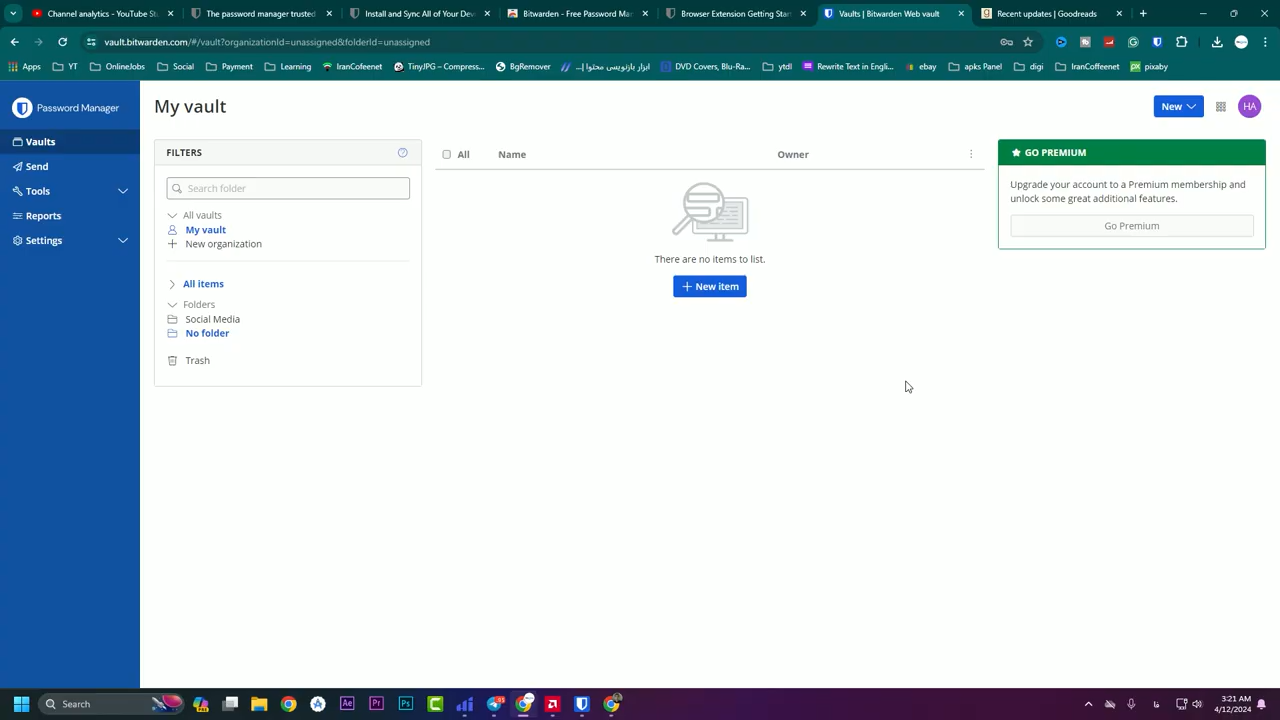 Channel analytics - YouTube St
The password manager trusted
Install and Sync All of Your Dev
Bitwarden - Free Password Ma
Browser Extension Getting Start
Vaults | Bitwarden Web vault
Recent updates | Goodreads
vault.bitwarden.com/#/vault?organizationId=unassigned&folderId=unassigned
Apps
YT
OnlineJobs
Social
Payment
Learning
IranCoffeenet
TinyJPG – Compress...
BgRemover
ابزار بازنویسی محتوا |...
DVD Covers, Blu-Ra...
ytdl
Rewrite Text in Engli...
ebay
apks Panel
digi
IranCoffeenet
pixaby
Password Manager
Vaults
Send
Tools
Reports
Settings
My vault
New
HA
FILTERS
Search folder
All vaults
My vault
New organization
All items
Folders
Social Media
No folder
Trash
All
Name
Owner
There are no items to list.
New item
GO PREMIUM
Upgrade your account to a Premium membership and
unlock some great additional features.
Go Premium
Search
3:21 AM
4/12/2024